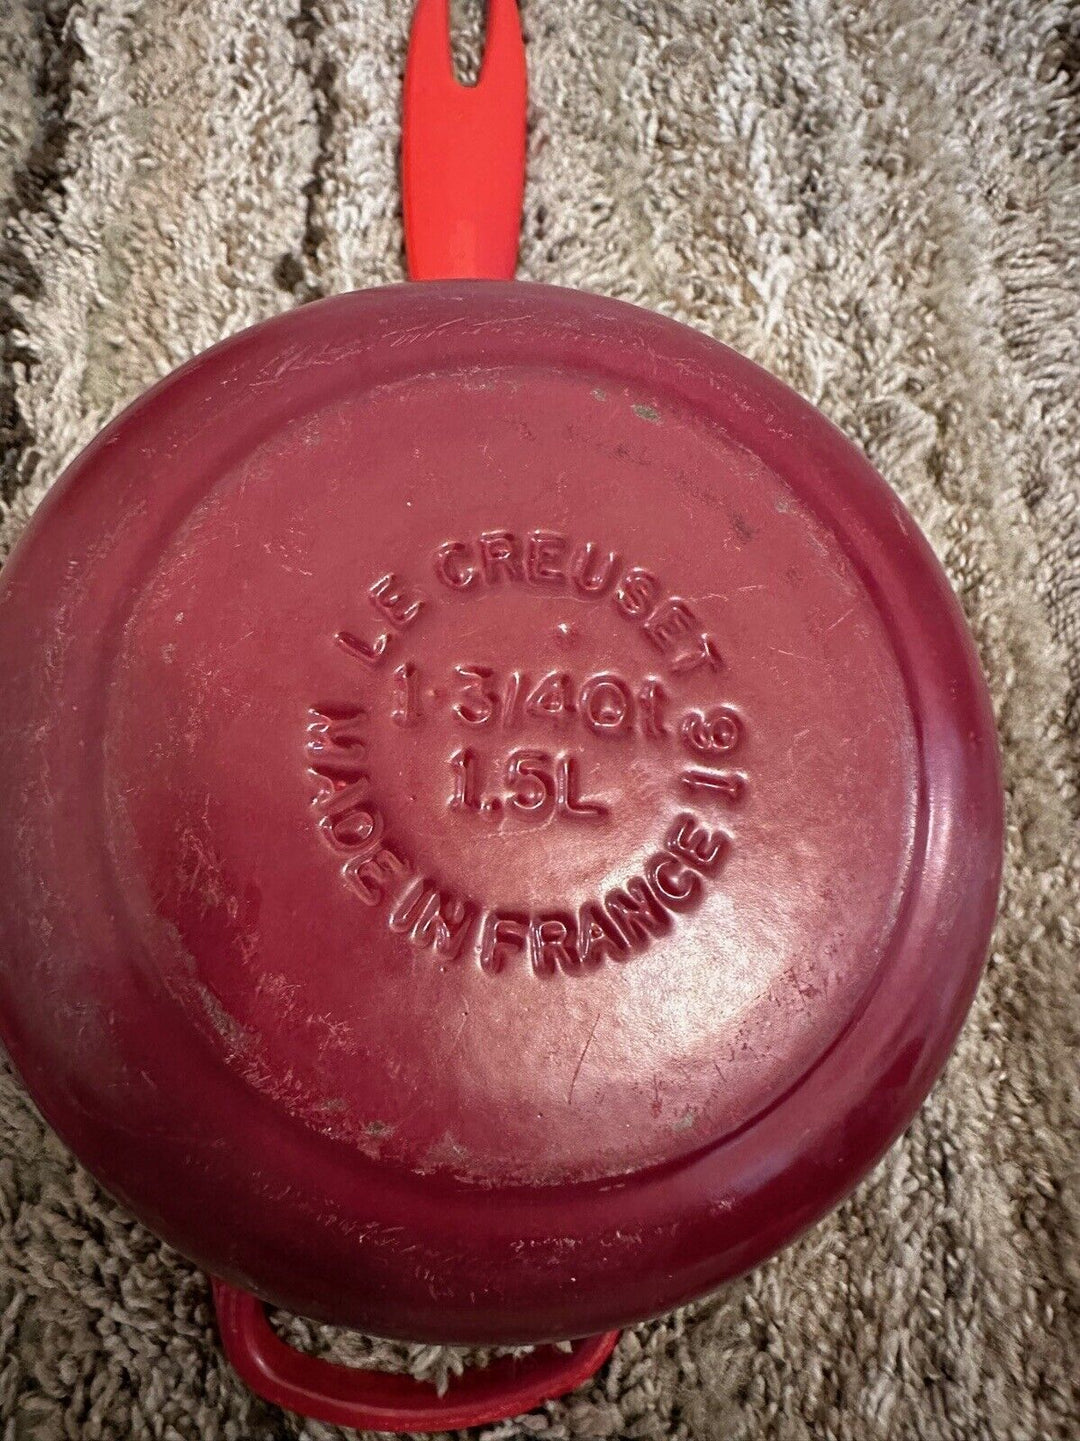 LE CREUSET 18
1-3/4Qt.
1.5L
MADE IN FRANCE